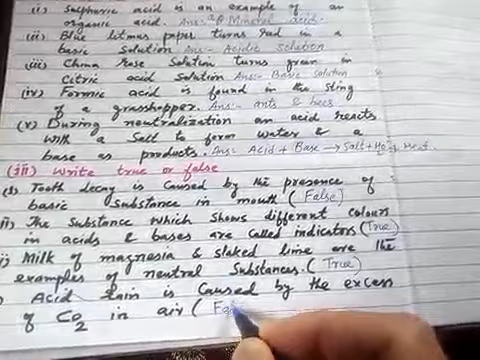 (i) Sulphuric acid is an example of an
organic acid. Ans:- Mineral acid.
(ii) Blue litmus paper turns red in a
basic solution Ans:- Acidic solution
(iii) China rose solution turns green in
citric acid solution Ans:- Basic solution
(iv) Formic acid is found in the sting
of a grasshopper. Ans:- ants & bees
(v) During neutralization an acid reacts
with a salt to form water & a
base as products. Ans: Acid + Base → Salt + H2O + Heat.
(iii) Write true or false
(i) Tooth decay is caused by the presence of
basic substance in mouth (False)
ii) The substance which shows different colours
in acids & bases are called indicators (True)
i) Milk of magnesia & slaked lime are the
examples of neutral substances. (True)
) Acid rain is caused by the excess
of CO2 in air ( Fa